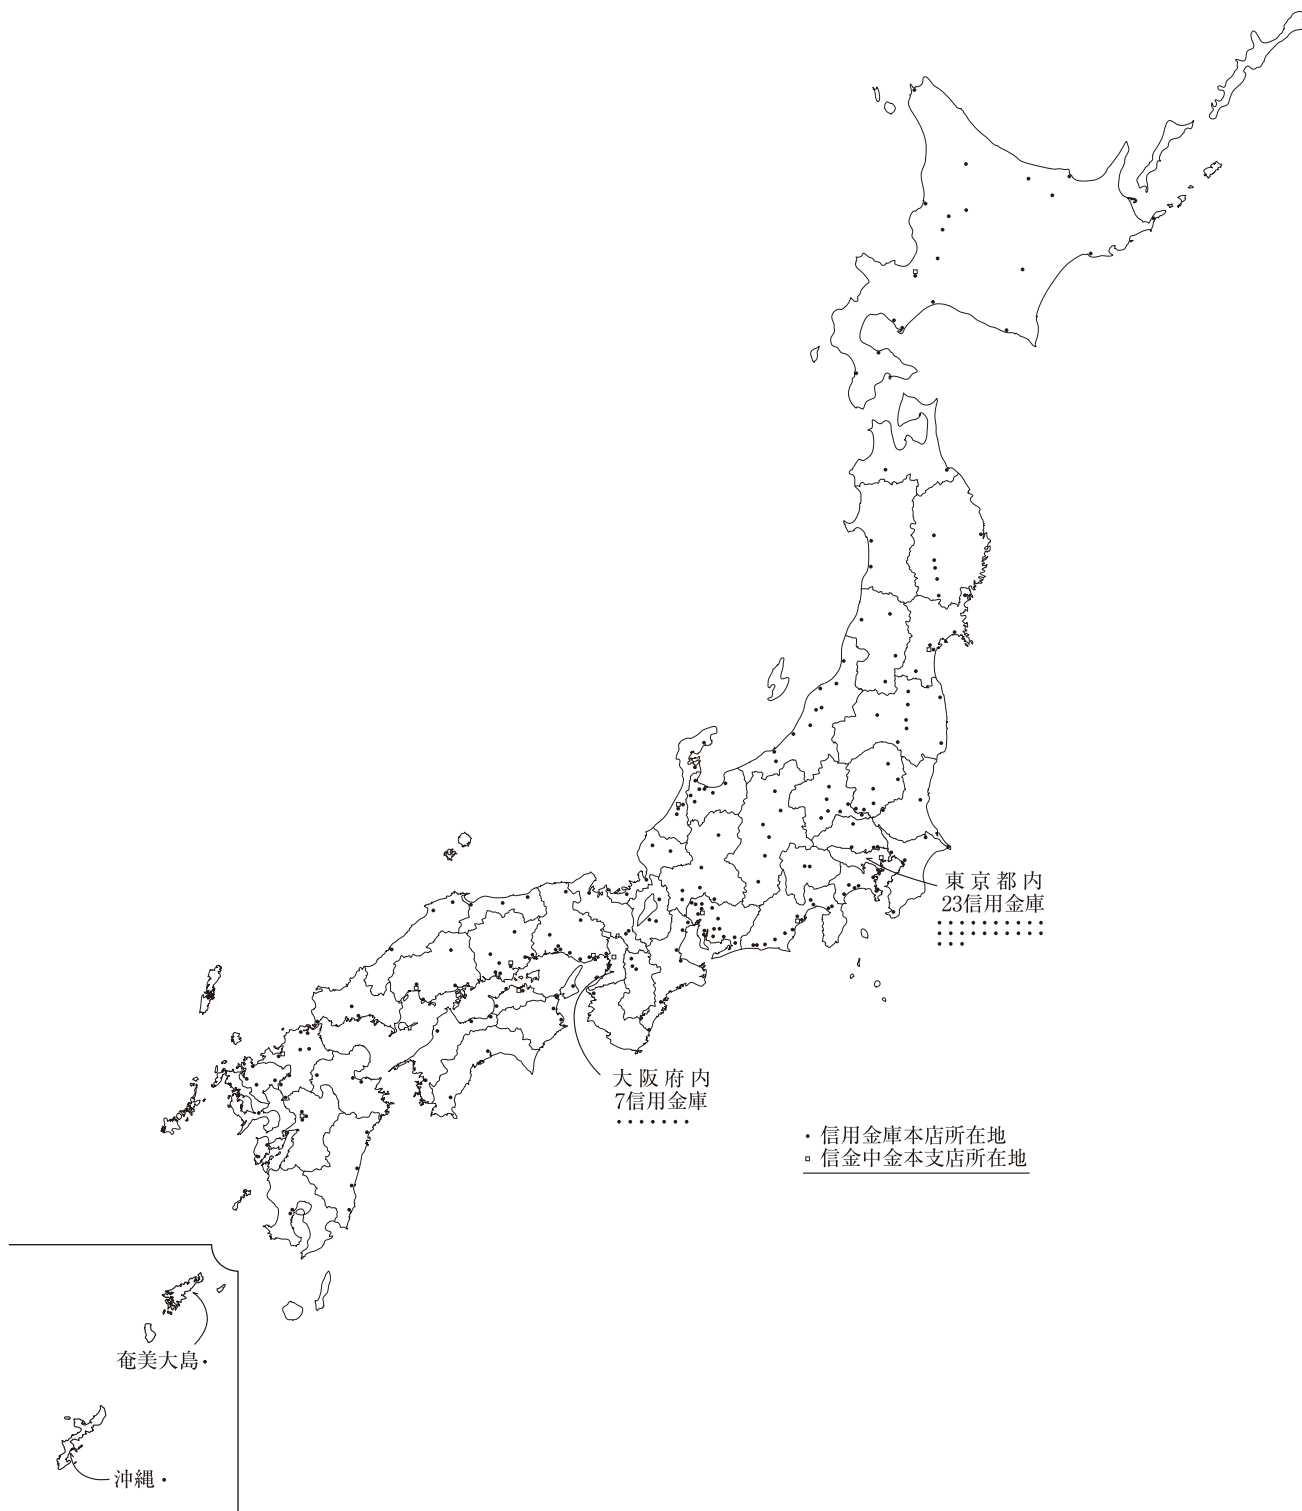 東京都内
23信用金庫
大阪府内
7信用金庫
・信用金庫本店所在地
□信金中金本支店所在地
奄美大島・
沖縄・